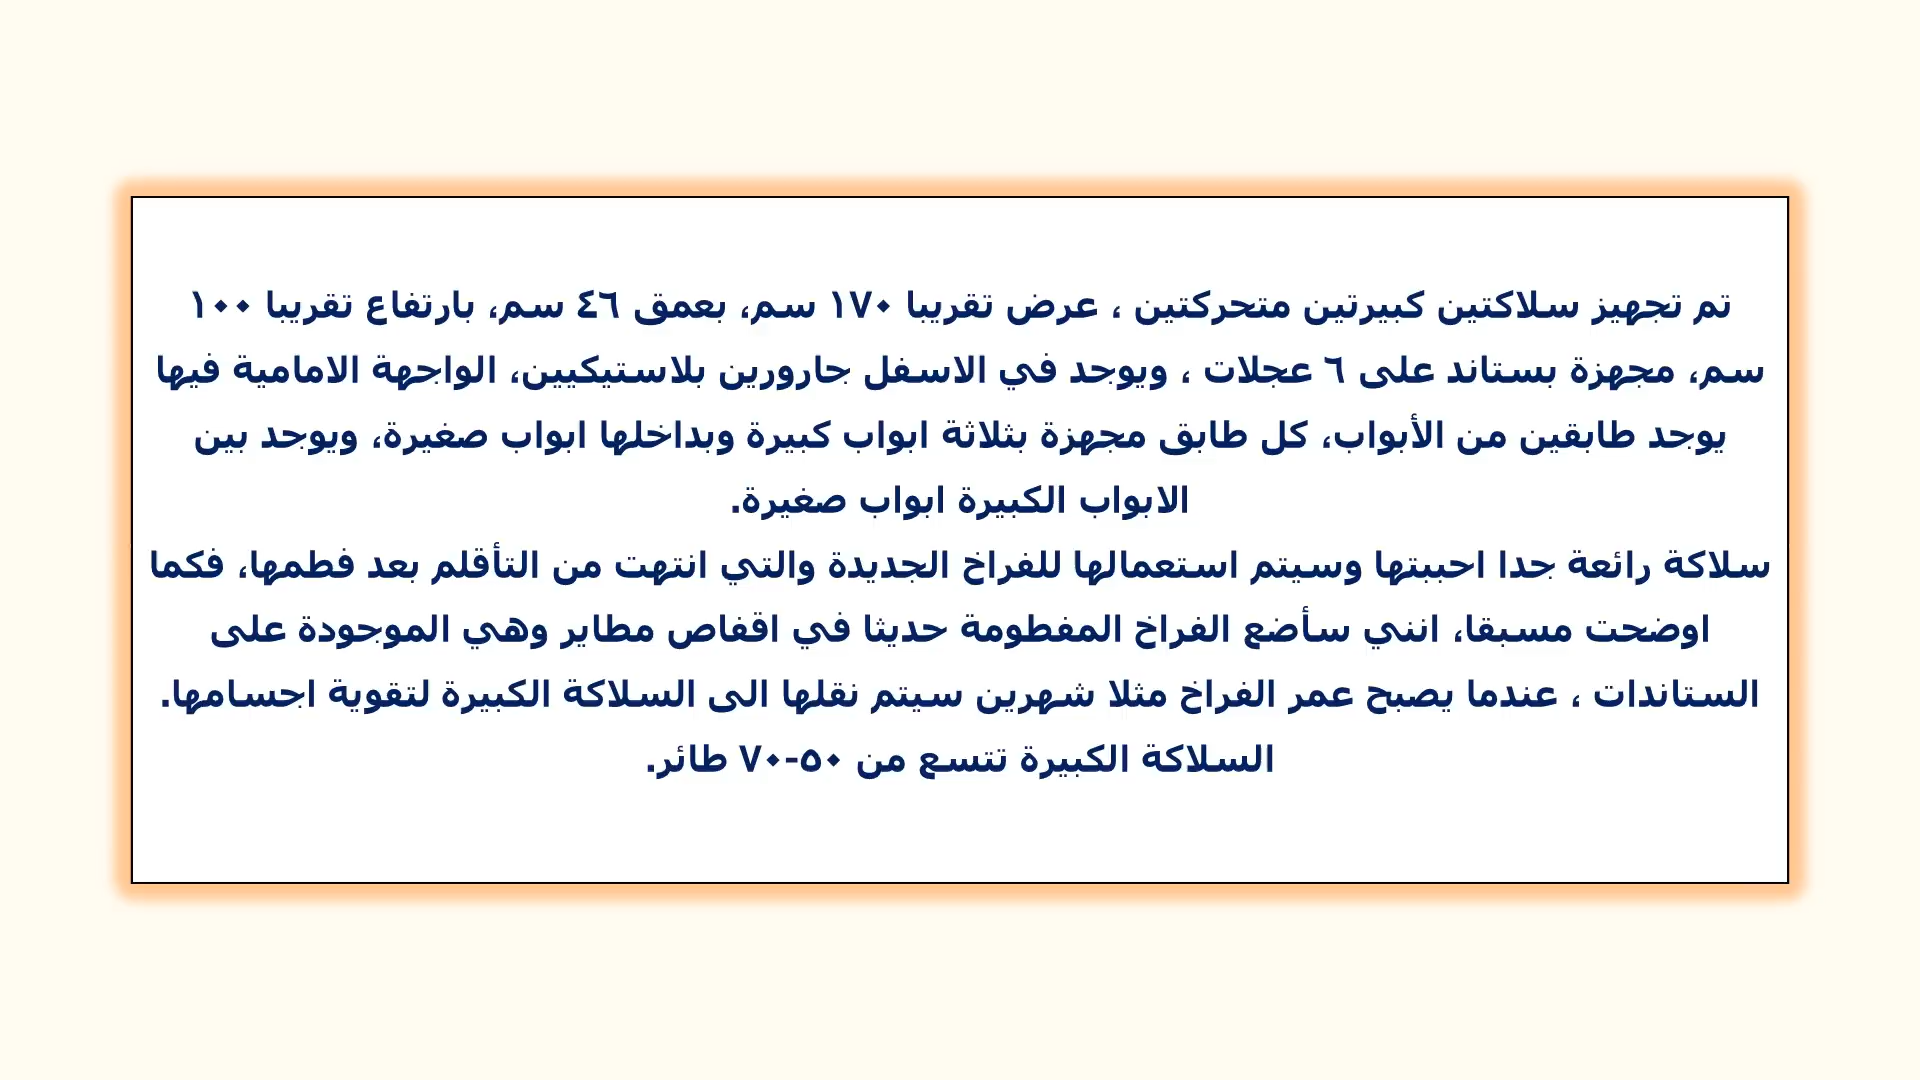 تم تجهيز سلاكتين كبيرتين متحركتين ، عرض تقريبا ١٧٠ سم، بعمق ٤٦ سم، بارتفاع تقريبا ١٠٠
سم، مجهزة بستاند على ٦ عجلات ، ويوجد في الاسفل جارورين بلاستيكيين، الواجهة الامامية فيها
يوجد طابقين من الأبواب، كل طابق مجهزة بثلاثة ابواب كبيرة وبداخلها ابواب صغيرة، ويوجد بين
الابواب الكبيرة ابواب صغيرة.
سلاكة رائعة جدا احببتها وسيتم استعمالها للفراخ الجديدة والتي انتهت من التأقلم بعد فطمها، فكما
اوضحت مسبقا، انني سأضع الفراخ المفطومة حديثا في اقفاص مطاير وهي الموجودة على
الستاندات ، عندما يصبح عمر الفراخ مثلا شهرين سيتم نقلها الى السلاكة الكبيرة لتقوية اجسامها.
السلاكة الكبيرة تتسع من ٥٠-٧٠ طائر.